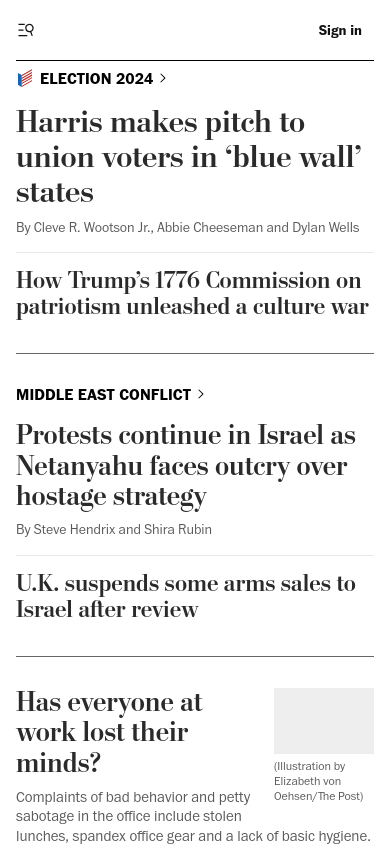 Sign in
ELECTION 2024
Harris makes pitch to
union voters in ‘blue wall’
states
By Cleve R. Wootson Jr., Abbie Cheeseman and Dylan Wells
How Trump’s 1776 Commission on
patriotism unleashed a culture war
MIDDLE EAST CONFLICT
Protests continue in Israel as
Netanyahu faces outcry over
hostage strategy
By Steve Hendrix and Shira Rubin
U.K. suspends some arms sales to
Israel after review
Has everyone at
work lost their
minds?
(Illustration by
Elizabeth von
Oehsen/The Post)
Complaints of bad behavior and petty
sabotage in the office include stolen
lunches, spandex office gear and a lack of basic hygiene.